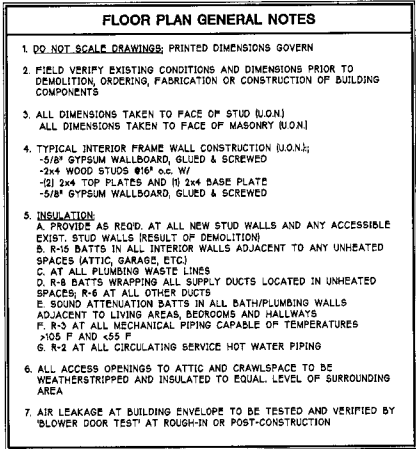 FLOOR PLAN GENERAL NOTES
1. DO NOT SCALE DRAWINGS; PRINTED DIMENSIONS GOVERN
2. FIELD VERIFY EXISTING CONDITIONS AND DIMENSIONS PRIOR TO
DEMOLITION, ORDERING, FABRICATION OR CONSTRUCTION OF BUILDING
COMPONENTS
3. ALL DIMENSIONS TAKEN TO FACE OF STUD (U.O.N.)
ALL DIMENSIONS TAKEN TO FACE OF MASONRY (U.O.N.)
4. TYPICAL INTERIOR FRAME WALL CONSTRUCTION (U.O.N.);
-5/8" GYPSUM WALLBOARD, GLUED & SCREWED
-2x4 WOOD STUDS @16" o.c. W/
-(2) 2x4 TOP PLATES AND (1) 2x4 BASE PLATE
-5/8" GYPSUM WALLBOARD, GLUED & SCREWED
5. INSULATION:
A. PROVIDE AS REQ'D. AT ALL NEW STUD WALLS AND ANY ACCESSIBLE
EXIST. STUD WALLS (RESULT OF DEMOLITION)
B. R-15 BATTS IN ALL INTERIOR WALLS ADJACENT TO ANY UNHEATED
SPACES (ATTIC, GARAGE, ETC.)
C. AT ALL PLUMBING WASTE LINES
D. R-8 BATTS WRAPPING ALL SUPPLY DUCTS LOCATED IN UNHEATED
SPACES; R-6 AT ALL OTHER DUCTS
E. SOUND ATTENUATION BATTS IN ALL BATH/PLUMBING WALLS
ADJACENT TO LIVING AREAS, BEDROOMS AND HALLWAYS
F. R-3 AT ALL MECHANICAL PIPING CAPABLE OF TEMPERATURES
>105 F AND <55 F
G. R-2 AT ALL CIRCULATING SERVICE HOT WATER PIPING
6. ALL ACCESS OPENINGS TO ATTIC AND CRAWLSPACE TO BE
WEATHERSTRIPPED AND INSULATED TO EQUAL. LEVEL OF SURROUNDING
AREA
7. AIR LEAKAGE AT BUILDING ENVELOPE TO BE TESTED AND VERIFIED BY
'BLOWER DOOR TEST' AT ROUGH-IN OR POST-CONSTRUCTION